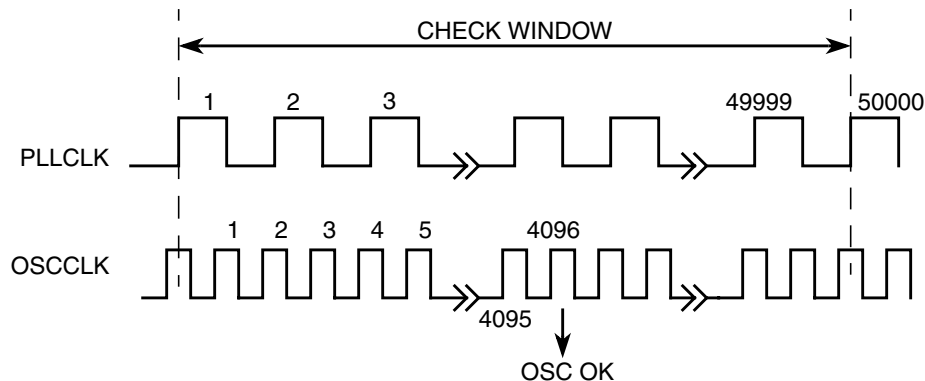 CHECK WINDOW
1 2 3 49999 50000
PLLCLK
1 2 3 4 5 4096
OSCCLK
4095
OSC OK